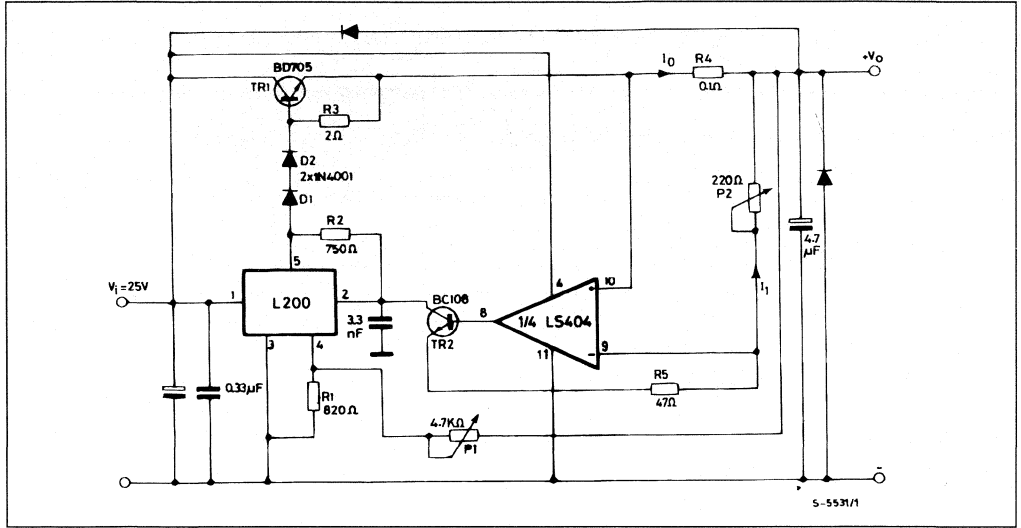 BD705
TR1
R3
2Ω
D2
2x1N4001
D1
R2
750Ω
I₀
R4
0.1Ω
+Vo
220Ω
P2
4.7
µF
I₁
Vi =25V
1
L200
5
2
3
4
3.3
nF
BC108
TR2
8
1/4 LS404
4
10
9
11
R5
47Ω
0.33µF
R1
820Ω
4.7KΩ
P1
-
S-5531/1